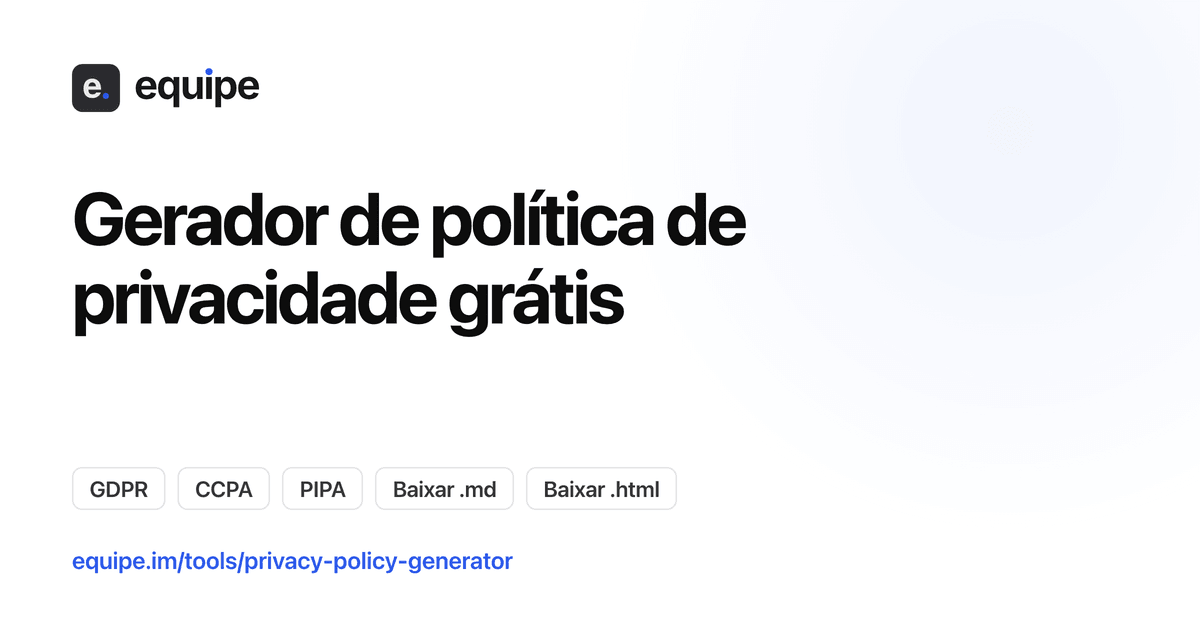 e. equipe
Gerador de política de
privacidade grátis
GDPR CCPA PIPA Baixar .md Baixar .html
equipe.im/tools/privacy-policy-generator